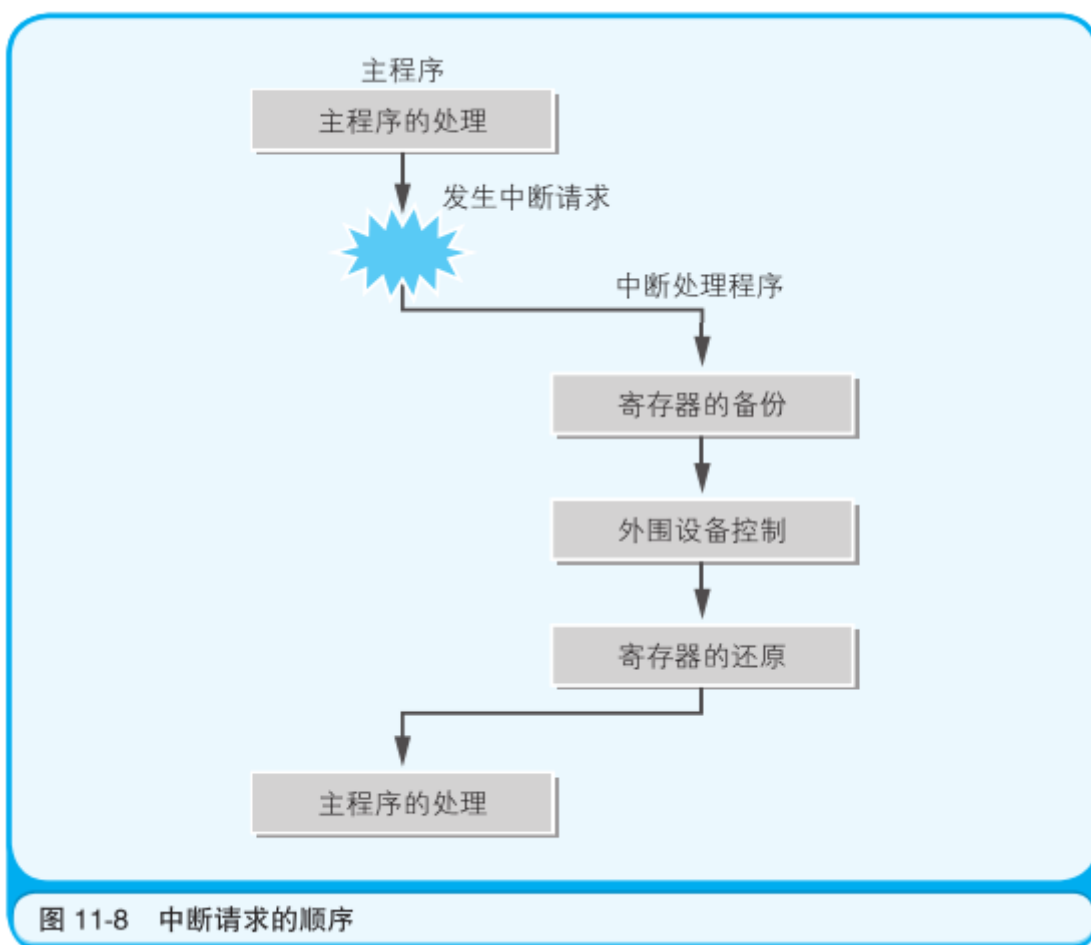 主程序
主程序的处理
发生中断请求
中断处理程序
寄存器的备份
外围设备控制
寄存器的还原
主程序的处理
图 11-8 中断请求的顺序